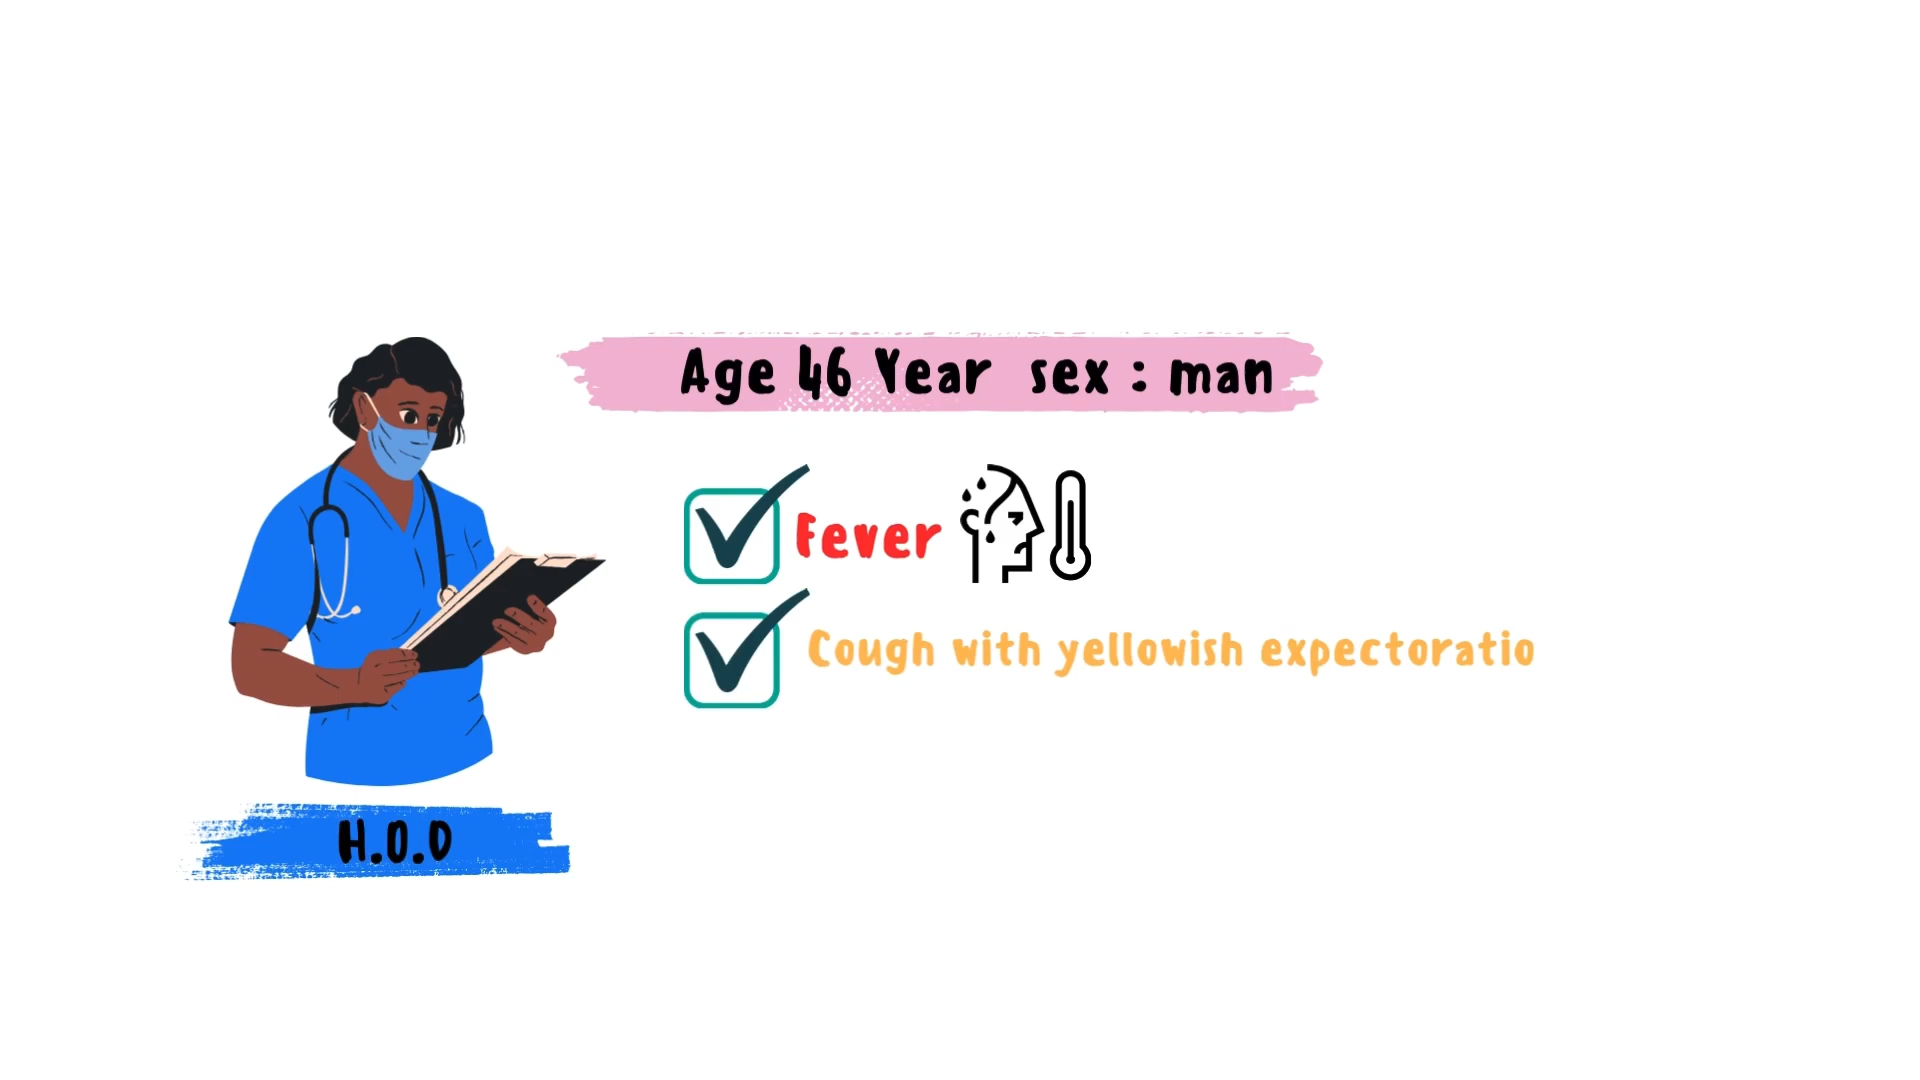 Age 46 Year sex : man
Fever
Cough with yellowish expectoratio
H.O.D